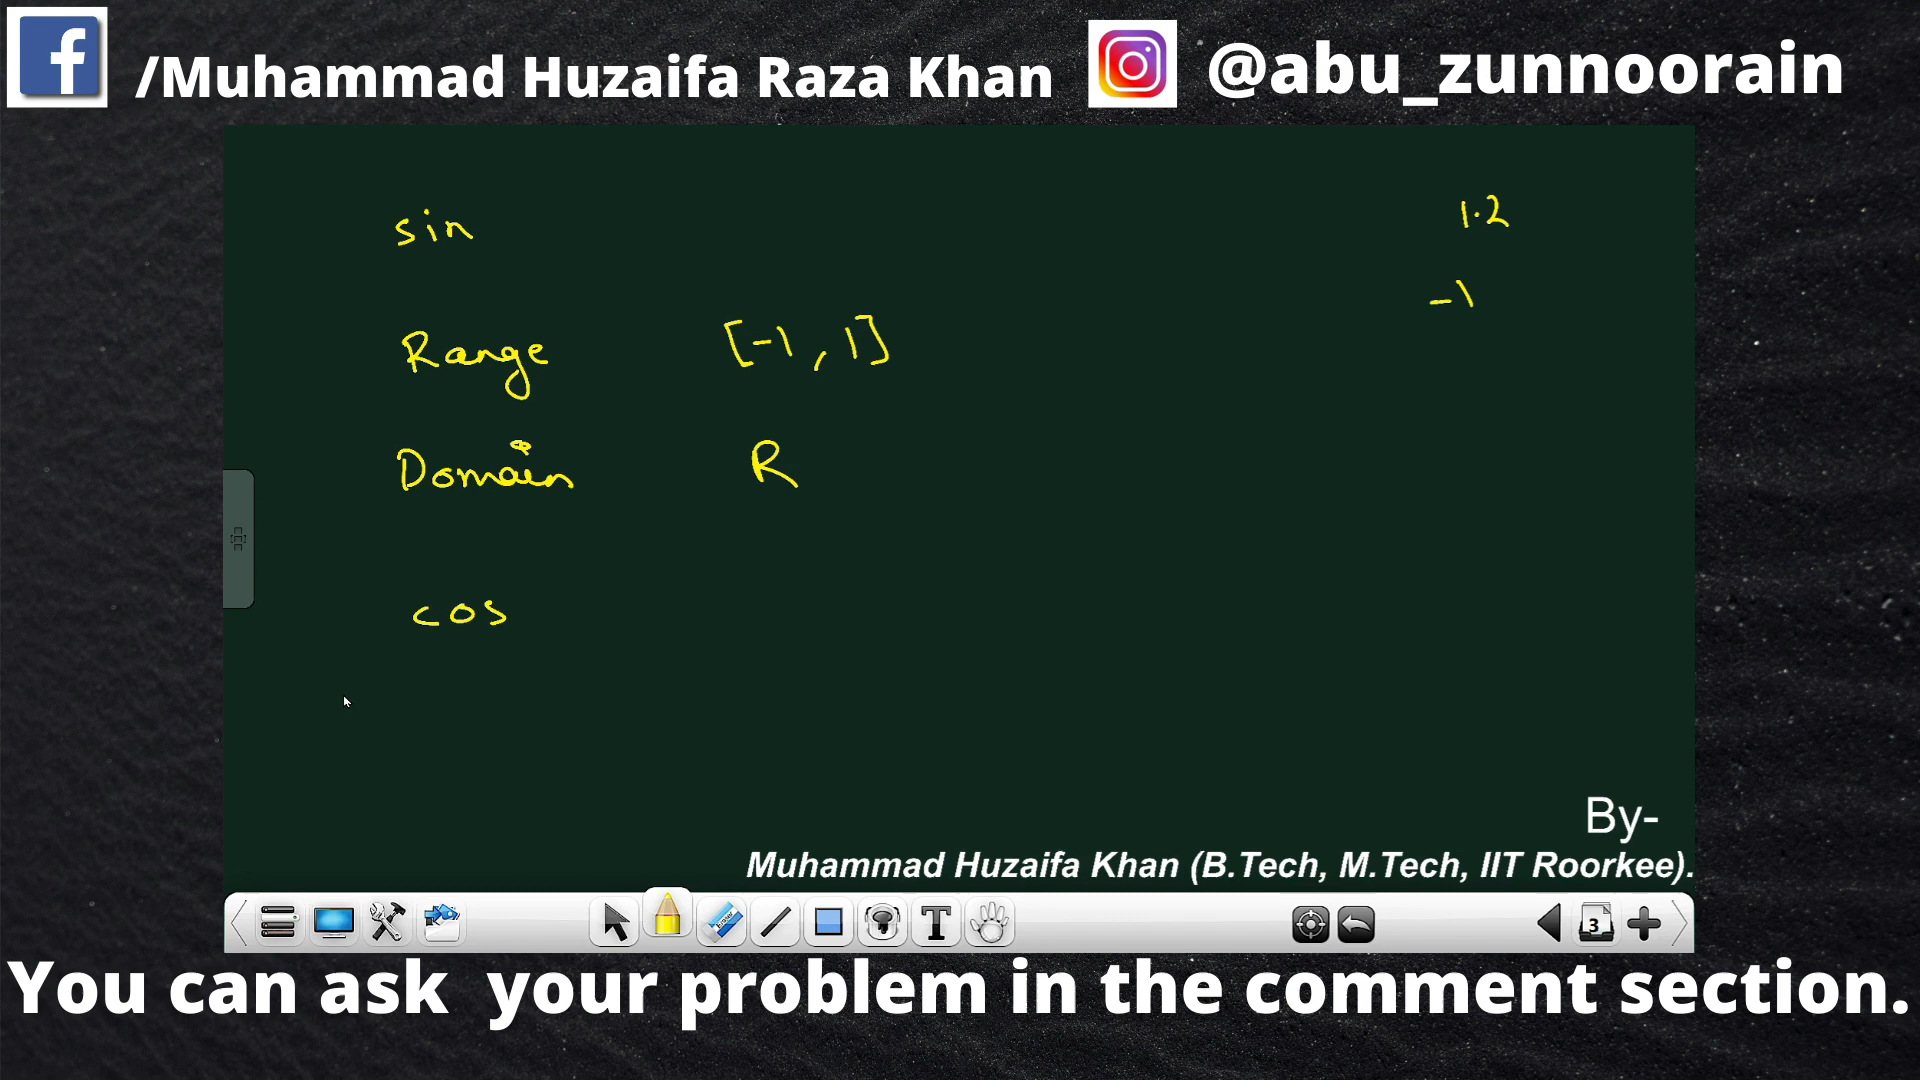 f /Muhammad Huzaifa Raza Khan @abu_zunnoorain
sin
1.2
-1
Range [-1, 1]
Domain R
cos
By-
Muhammad Huzaifa Khan (B.Tech, M.Tech, IIT Roorkee).
T 3
You can ask your problem in the comment section.